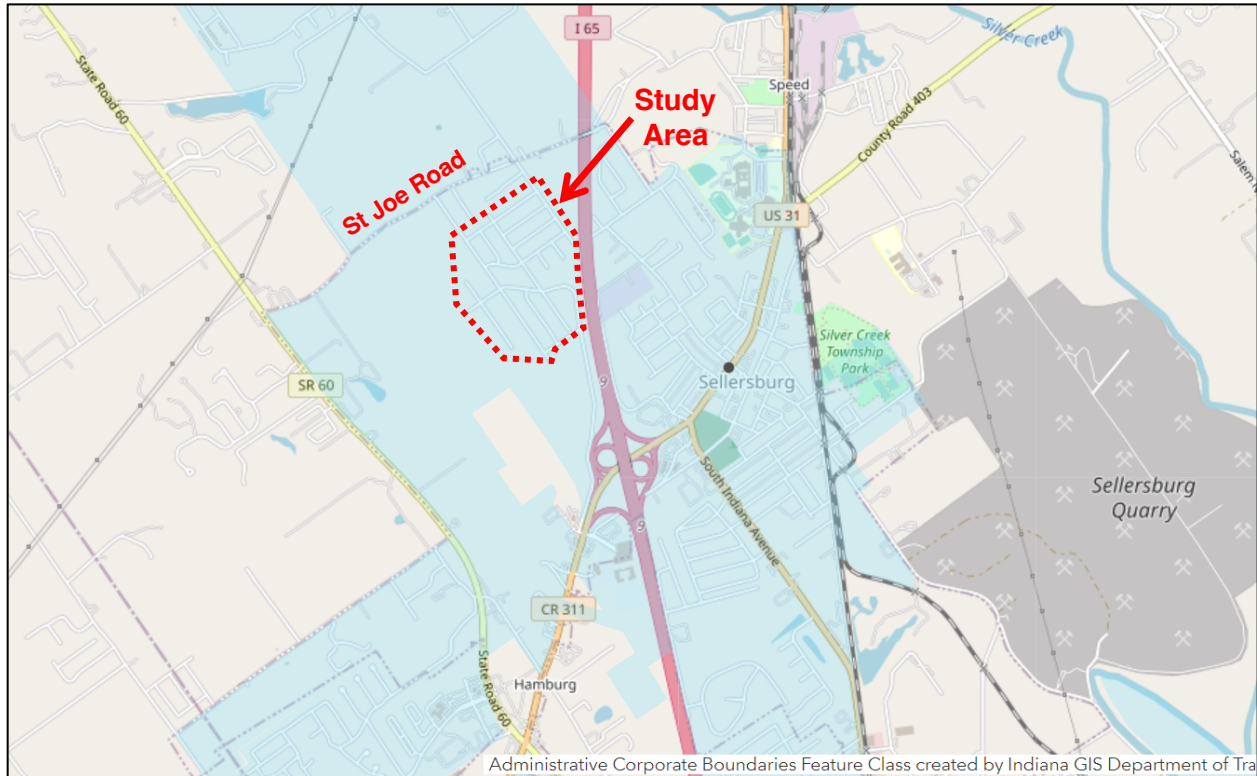 I 65
Silver Creek
State Road 60
Speed
Study
Area
County Road 403
Salem
St Joe Road
US 31
Silver Creek
Township
Park
Sellersburg
SR 60
9
Sellersburg
Quarry
South Indiana Avenue
9
CR 311
State Road 60
Hamburg
Administrative Corporate Boundaries Feature Class created by Indiana GIS Department of Tra